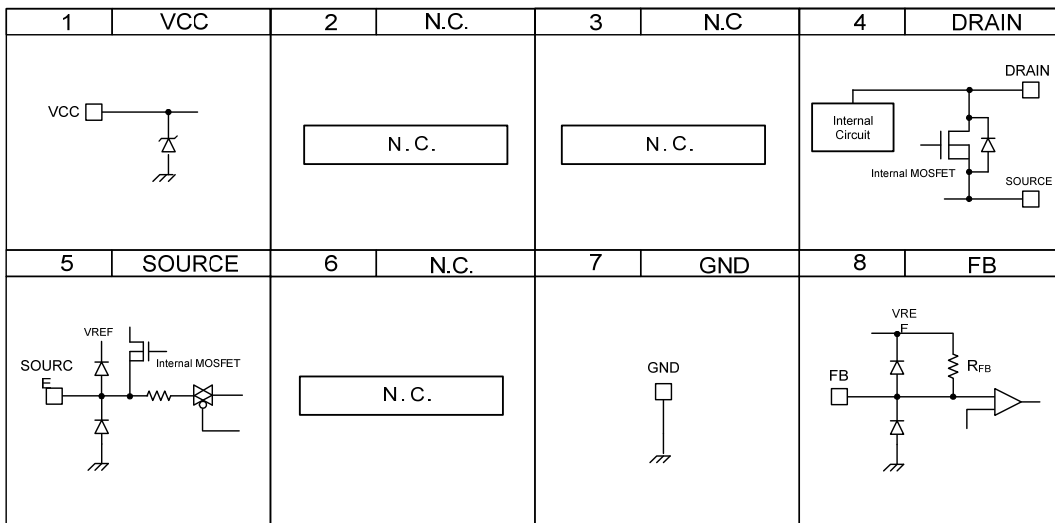 1 VCC 2 N.C. 3 N.C 4 DRAIN
VCC
N.C.
N.C.
DRAIN
Internal
Circuit
Internal MOSFET
SOURCE
5 SOURCE 6 N.C. 7 GND 8 FB
VREF
Internal MOSFET
SOURC
E
N.C.
GND
VRE
F
RFB
FB